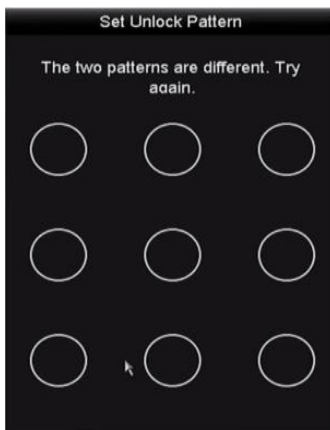 Set Unlock Pattern
The two patterns are different. Try
again.